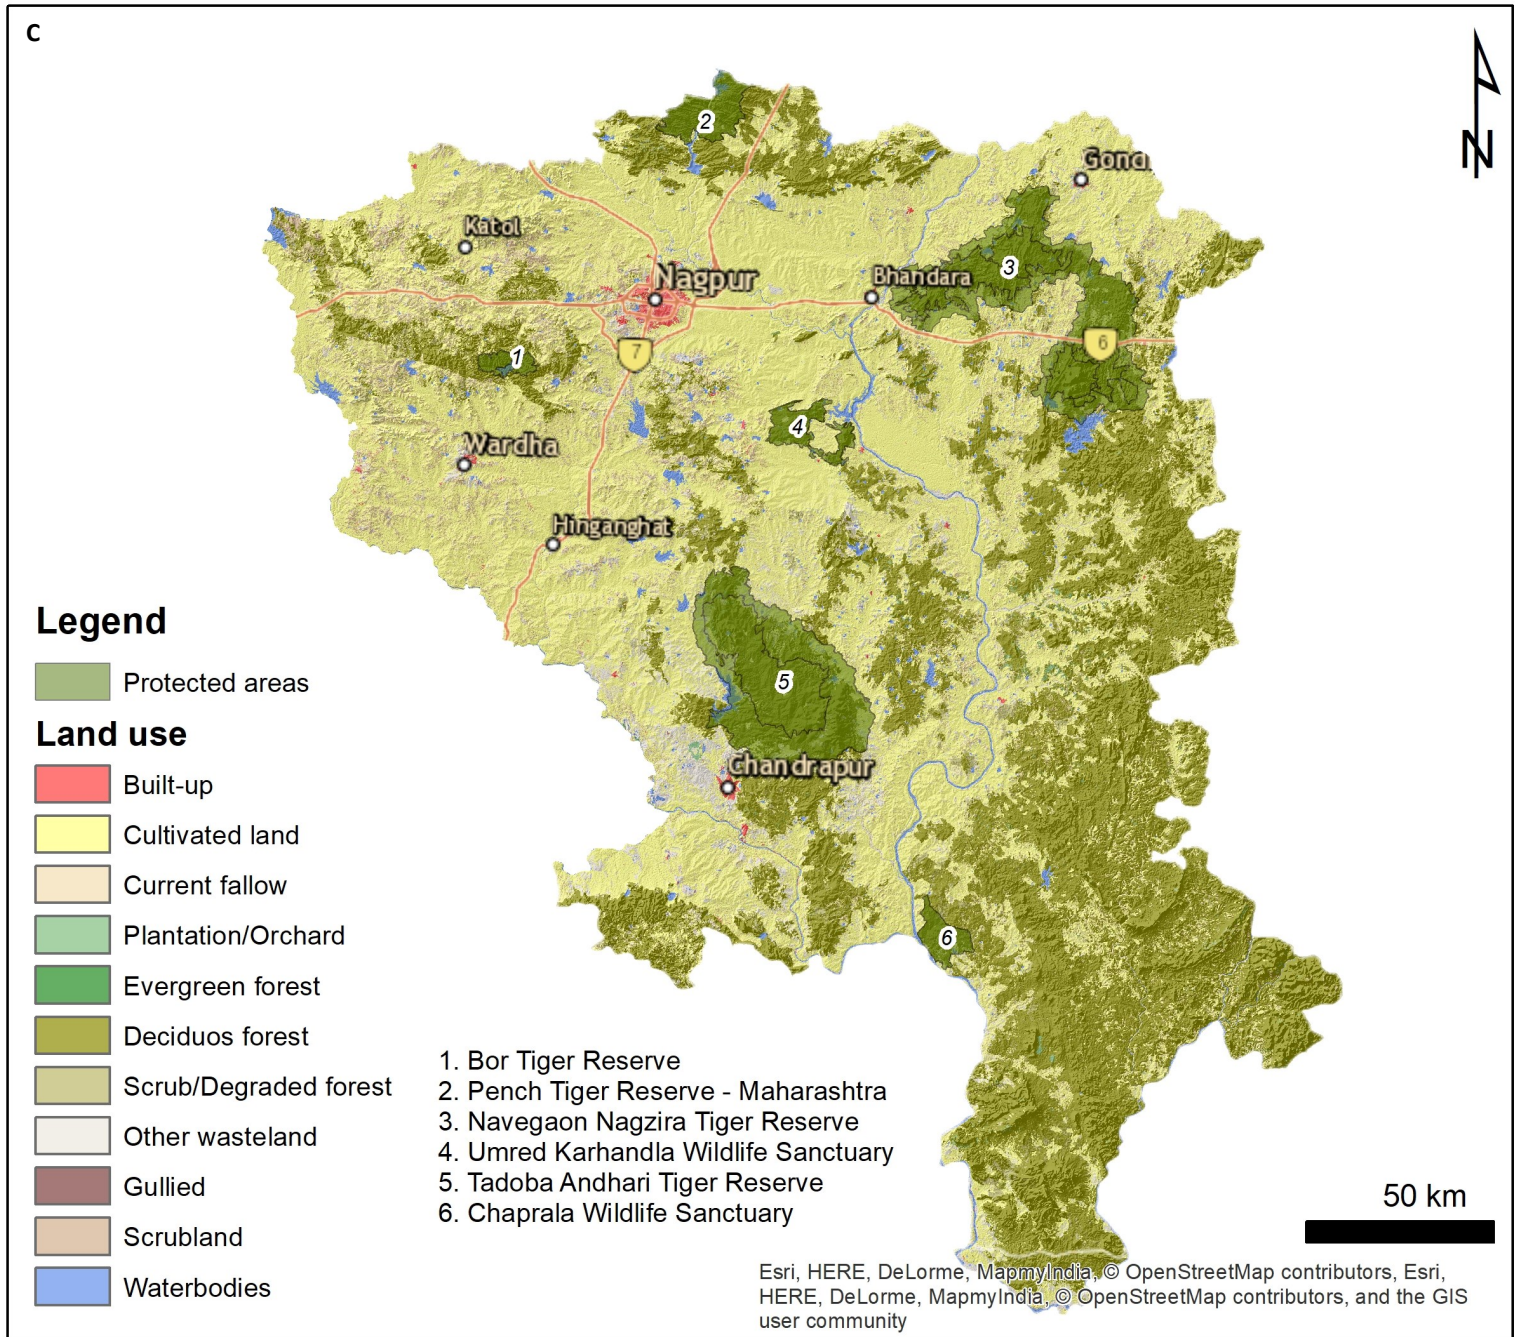 C
N
2
Gondi
Katol
3
Nagpur
Bhandara
1
7
6
4
Wardha
Hinganghat
Legend
Protected areas
5
Land use
Chandrapur
Built-up
Cultivated land
Current fallow
Plantation/Orchard
6
Evergreen forest
Deciduos forest
Scrub/Degraded forest
Other wasteland
Gullied
Scrubland
Waterbodies
1. Bor Tiger Reserve
2. Pench Tiger Reserve - Maharashtra
3. Navegaon Nagzira Tiger Reserve
4. Umred Karhandla Wildlife Sanctuary
5. Tadoba Andhari Tiger Reserve
6. Chaprala Wildlife Sanctuary
50 km
Esri, HERE, DeLorme, MapmyIndia, © OpenStreetMap contributors, Esri,
HERE, DeLorme, MapmyIndia, © OpenStreetMap contributors, and the GIS
user community